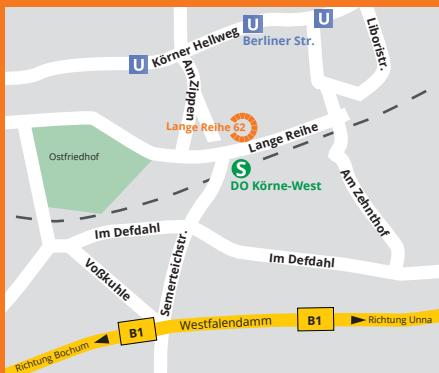 U
U
Berliner Str.
U
Körner Hellweg
Liboristr.
Am Zippen
Lange Reihe 62
Lange Reihe
Ostfriedhof
S
DO Körne-West
Am Zehnthof
Im Defdahl
Im Defdahl
Semerteichstr.
Voßkuhle
B1
Westfalendamm
B1
Richtung Unna
Richtung Bochum